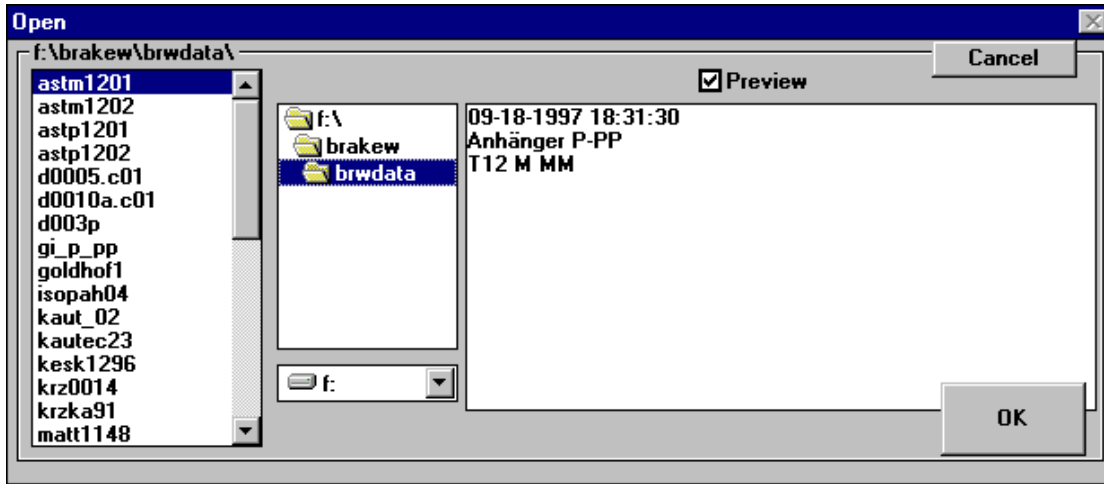 Open
f:\brakew\brwdata\
Cancel
astm1201
astm1202
astp1201
astp1202
d0005.c01
d0010a.c01
d003p
gi_p_pp
goldhof1
isopah04
kaut_02
kautec23
kesk1296
krz0014
krzka91
matt1148
f:\
brakew
brwdata
f:
Preview
09-18-1997 18:31:30
Anhänger P-PP
T12 M MM
OK